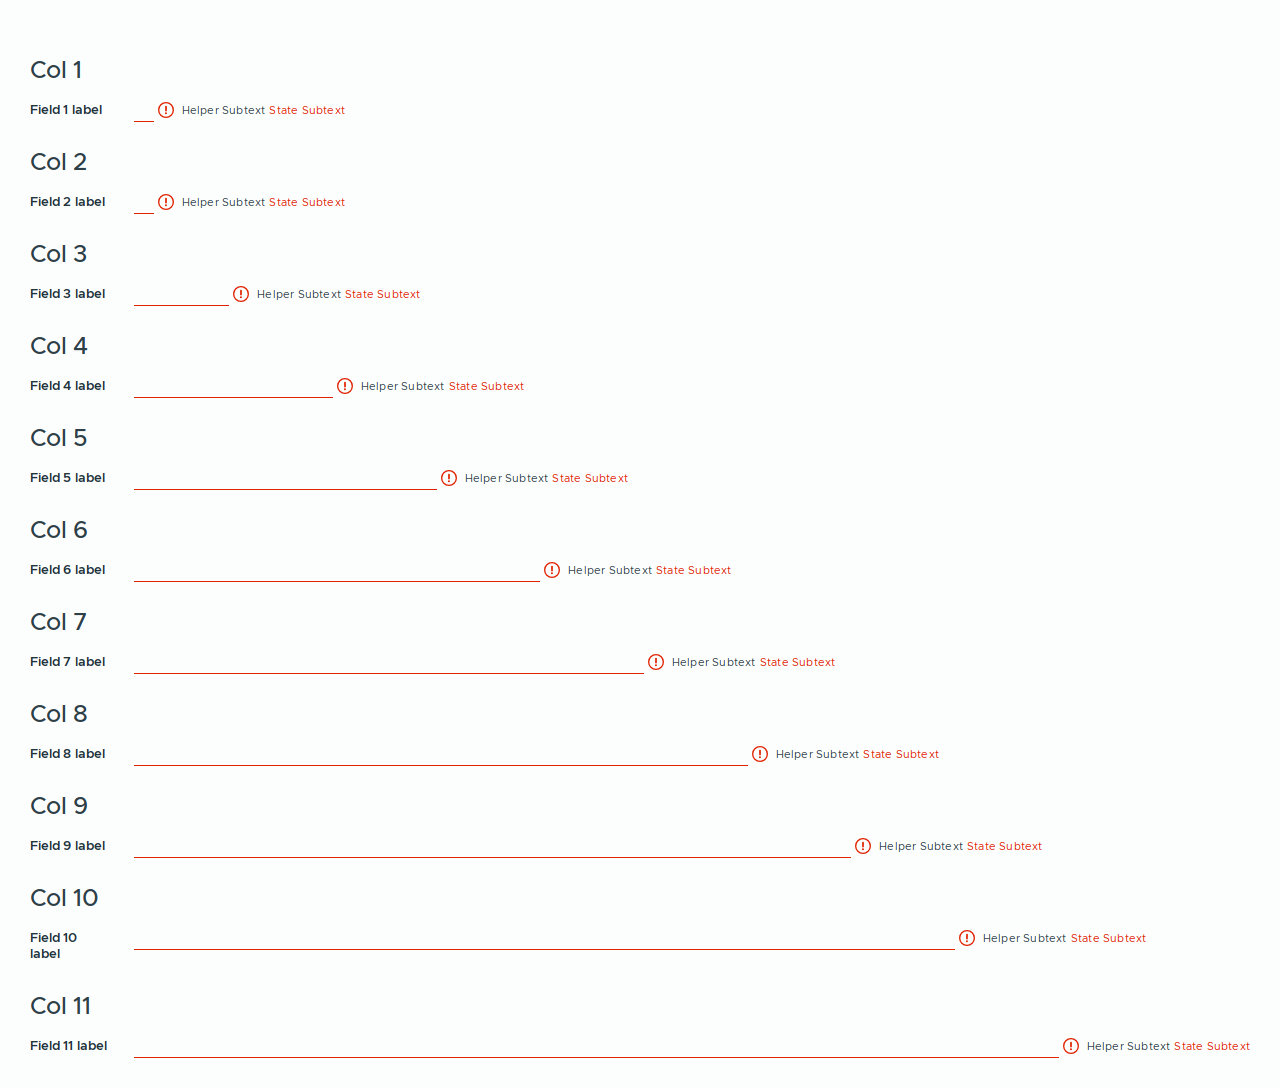 Col 1
Field 1 label Helper Subtext State Subtext
Col 2
Field 2 label Helper Subtext State Subtext
Col 3
Field 3 label Helper Subtext State Subtext
Col 4
Field 4 label Helper Subtext State Subtext
Col 5
Field 5 label Helper Subtext State Subtext
Col 6
Field 6 label Helper Subtext State Subtext
Col 7
Field 7 label Helper Subtext State Subtext
Col 8
Field 8 label Helper Subtext State Subtext
Col 9
Field 9 label Helper Subtext State Subtext
Col 10
Field 10 Helper Subtext State Subtext
label
Col 11
Field 11 label Helper Subtext State Subtext